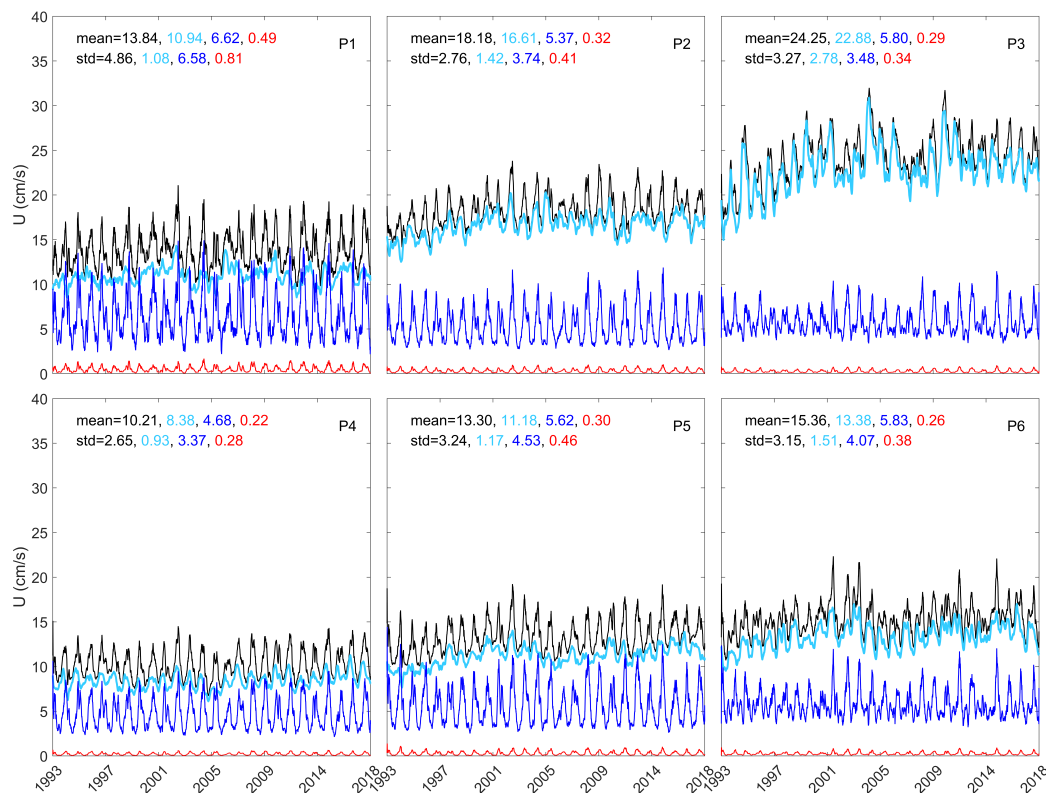 40
35
30
25
20
15
10
5
0
U (cm/s)
mean=13.84, 10.94, 6.62, 0.49
std=4.86, 1.08, 6.58, 0.81
P1
mean=18.18, 16.61, 5.37, 0.32
std=2.76, 1.42, 3.74, 0.41
P2
mean=24.25, 22.88, 5.80, 0.29
std=3.27, 2.78, 3.48, 0.34
P3
40
35
30
25
20
15
10
5
0
U (cm/s)
mean=10.21, 8.38, 4.68, 0.22
std=2.65, 0.93, 3.37, 0.28
P4
mean=13.30, 11.18, 5.62, 0.30
std=3.24, 1.17, 4.53, 0.46
P5
mean=15.36, 13.38, 5.83, 0.26
std=3.15, 1.51, 4.07, 0.38
P6
1993 1997 2001 2005 2009 2014 2018
1993 1997 2001 2005 2009 2014 2018
1993 1997 2001 2005 2009 2014 2018